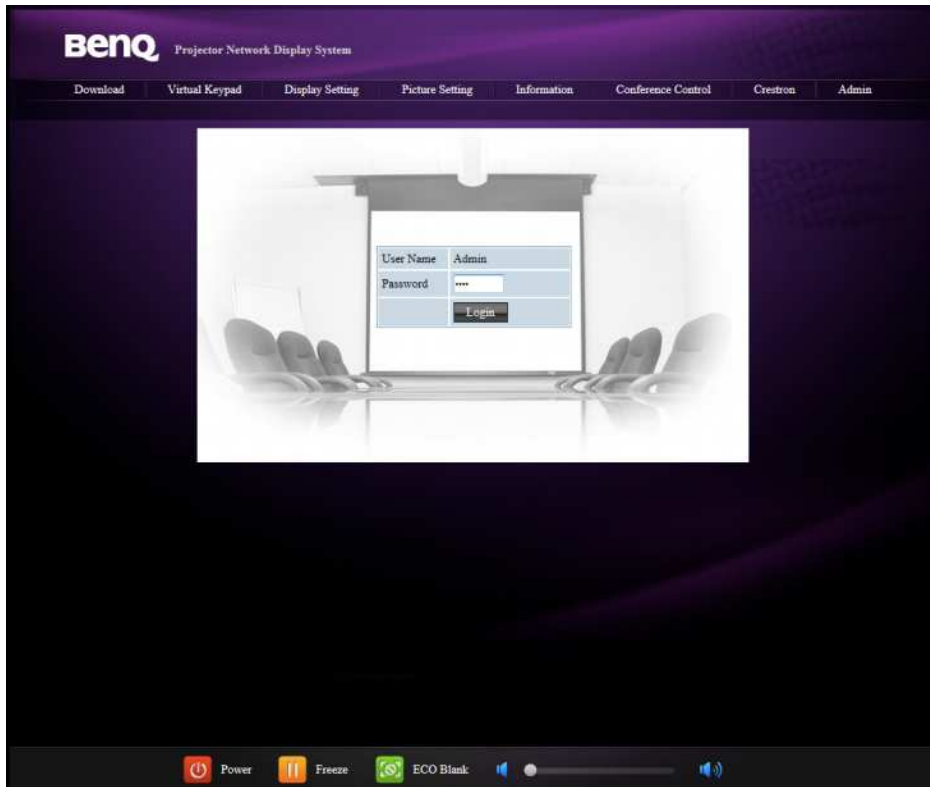 BenQ Projector Network Display System
Download Virtual Keypad Display Setting Picture Setting Information Conference Control Crestron Admin
User Name Admin
Password ••••
Login
Power Freeze ECO Blank